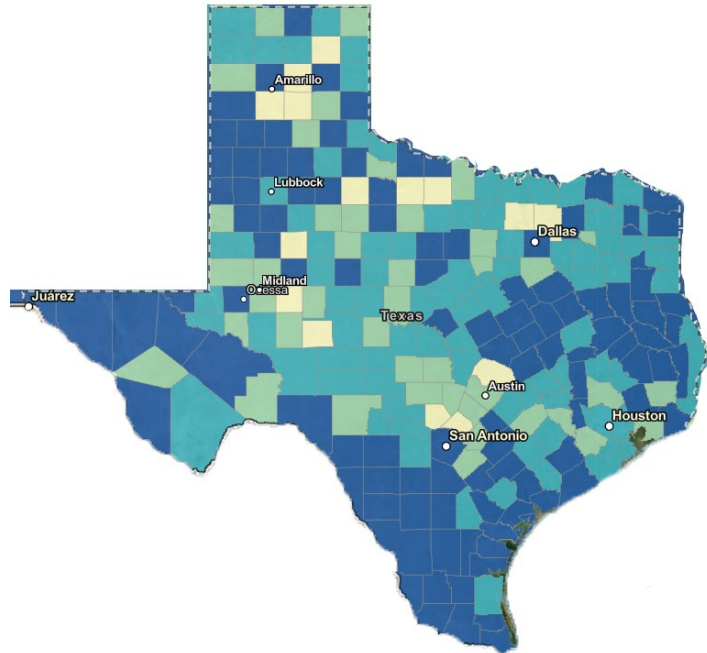 Amarillo
Lubbock
Dallas
Midland
Odessa
Juárez
Texas
Austin
Houston
San Antonio